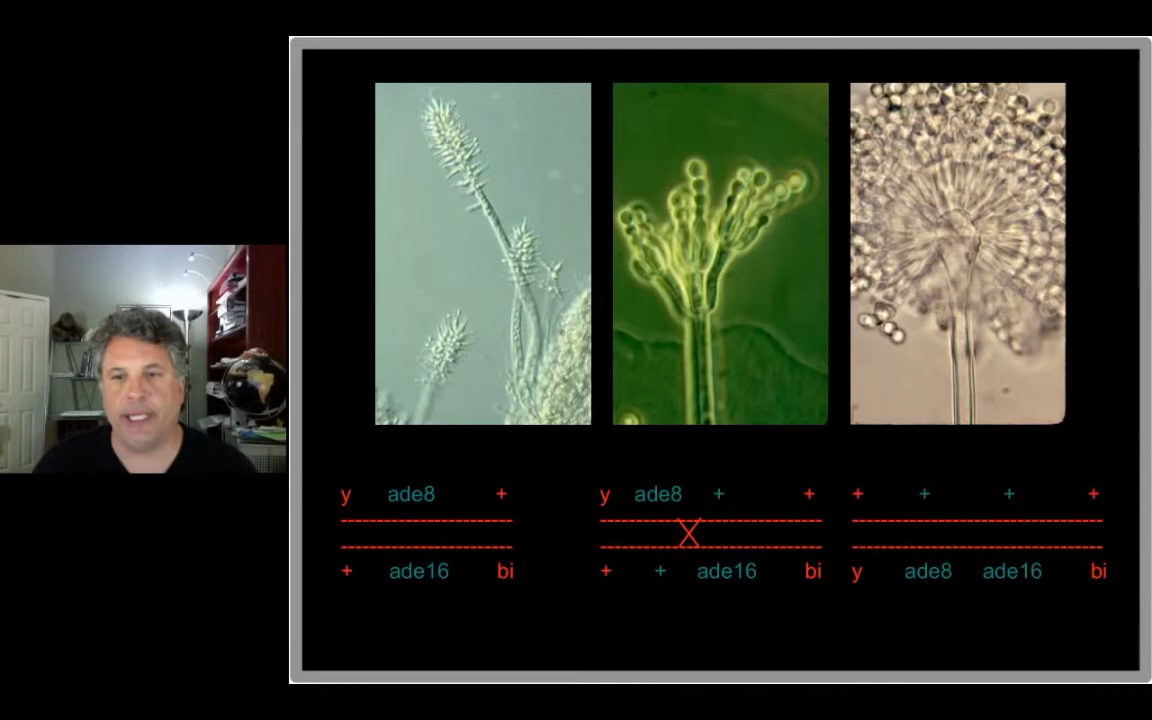 y ade8 +
+ ade16 bi
y ade8 + +
X
+ + ade16 bi
+ + + +
y ade8 ade16 bi